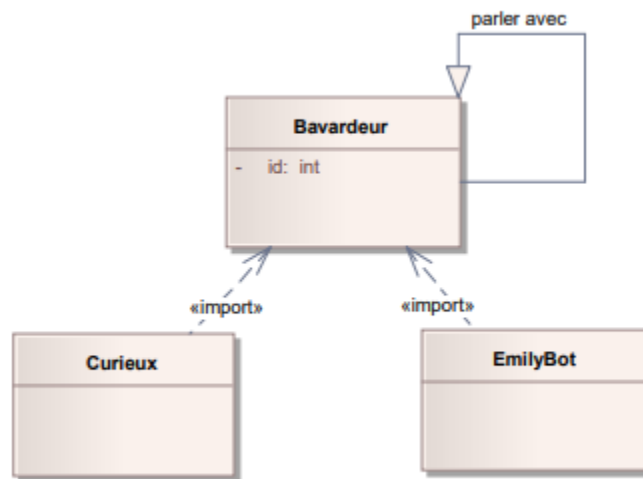 parler avec
Bavardeur
- id: int
«import»
«import»
Curieux
EmilyBot